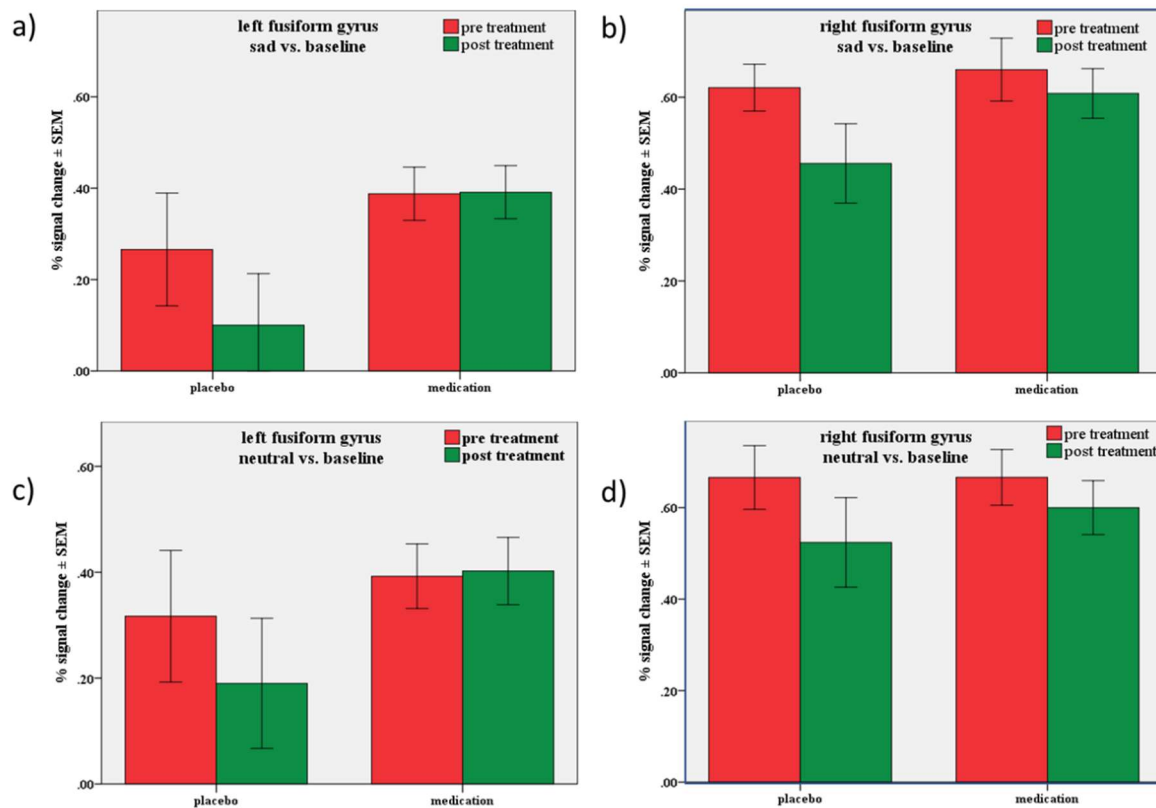 a)
left fusiform gyrus
sad vs. baseline
pre treatment
post treatment
% signal change ± SEM
.60
.40
.20
.00
placebo
medication
b)
right fusiform gyrus
sad vs. baseline
pre treatment
post treatment
% signal change ± SEM
.60
.40
.20
.00
placebo
medication
c)
left fusiform gyrus
neutral vs. baseline
pre treatment
post treatment
% signal change ± SEM
.60
.40
.20
.00
placebo
medication
d)
right fusiform gyrus
neutral vs. baseline
pre treatment
post treatment
% signal change ± SEM
.60
.40
.20
.00
placebo
medication